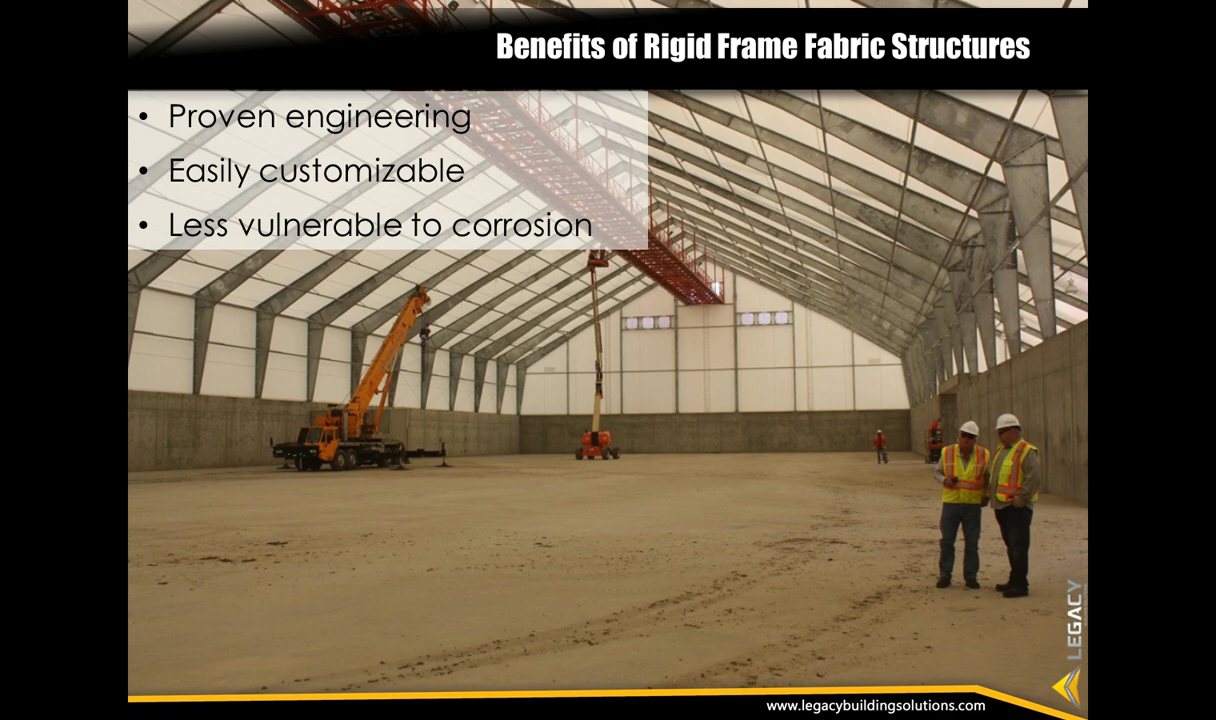 Benefits of Rigid Frame Fabric Structures
• Proven engineering
• Easily customizable
• Less vulnerable to corrosion
LEGACY
www.legacybuildingsolutions.com